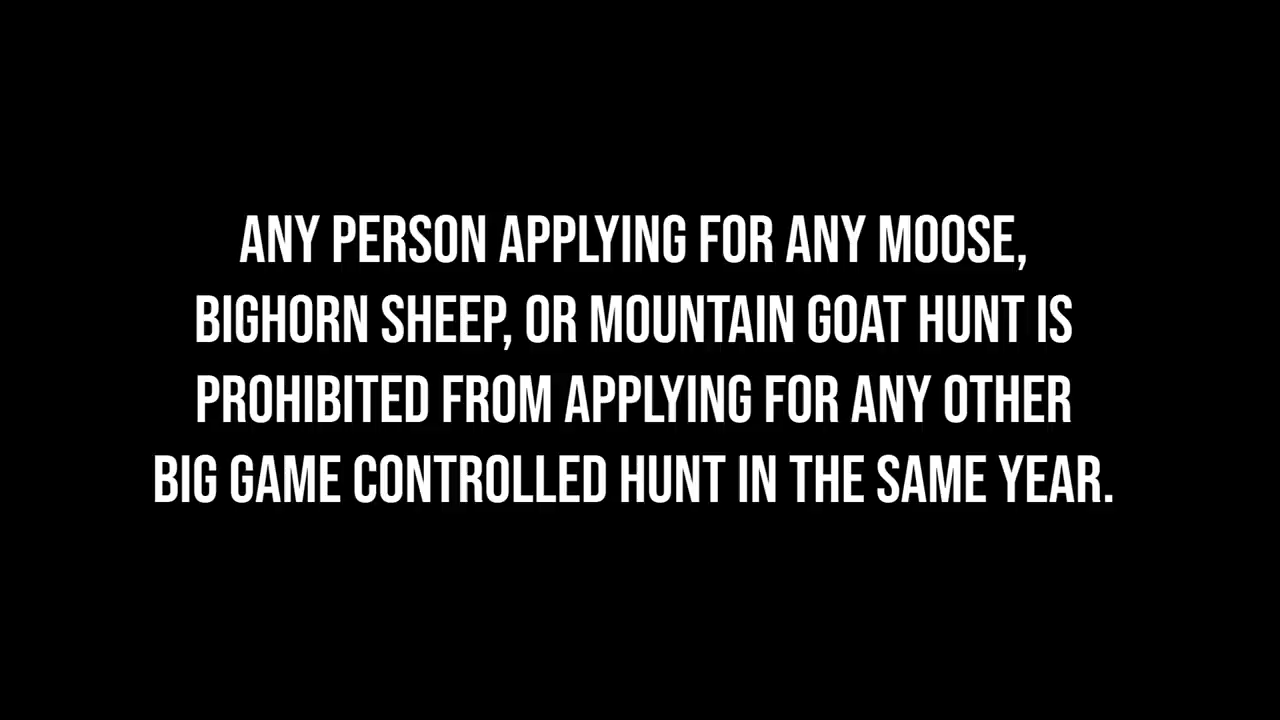 ANY PERSON APPLYING FOR ANY MOOSE,
BIGHORN SHEEP, OR MOUNTAIN GOAT HUNT IS
PROHIBITED FROM APPLYING FOR ANY OTHER
BIG GAME CONTROLLED HUNT IN THE SAME YEAR.